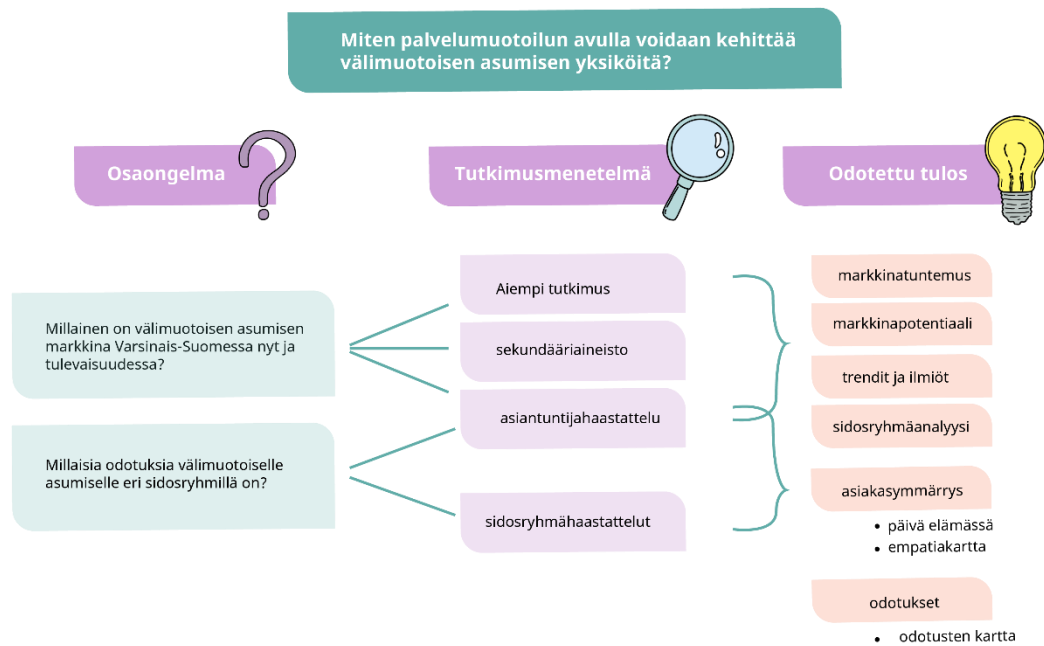 Miten palvelumuotoilun avulla voidaan kehittää
välimuotoisen asumisen yksiköitä?
Osaongelma
Tutkimusmenetelmä
Odotettu tulos
Millainen on välimuotoisen asumisen
markkina Varsinais-Suomessa nyt ja
tulevaisuudessa?
Millaisia odotuksia välimuotoiselle
asumiselle eri sidosryhmillä on?
Aiempi tutkimus
sekundääriaineisto
asiantuntijahaastattelu
sidosryhmähaastattelut
markkinatuntemus
markkinapotentiaali
trendit ja ilmiöt
sidosryhmäanalyysi
asiakasymmärrys
• päivä elämässä
• empatiakartta
odotukset
• odotusten kartta